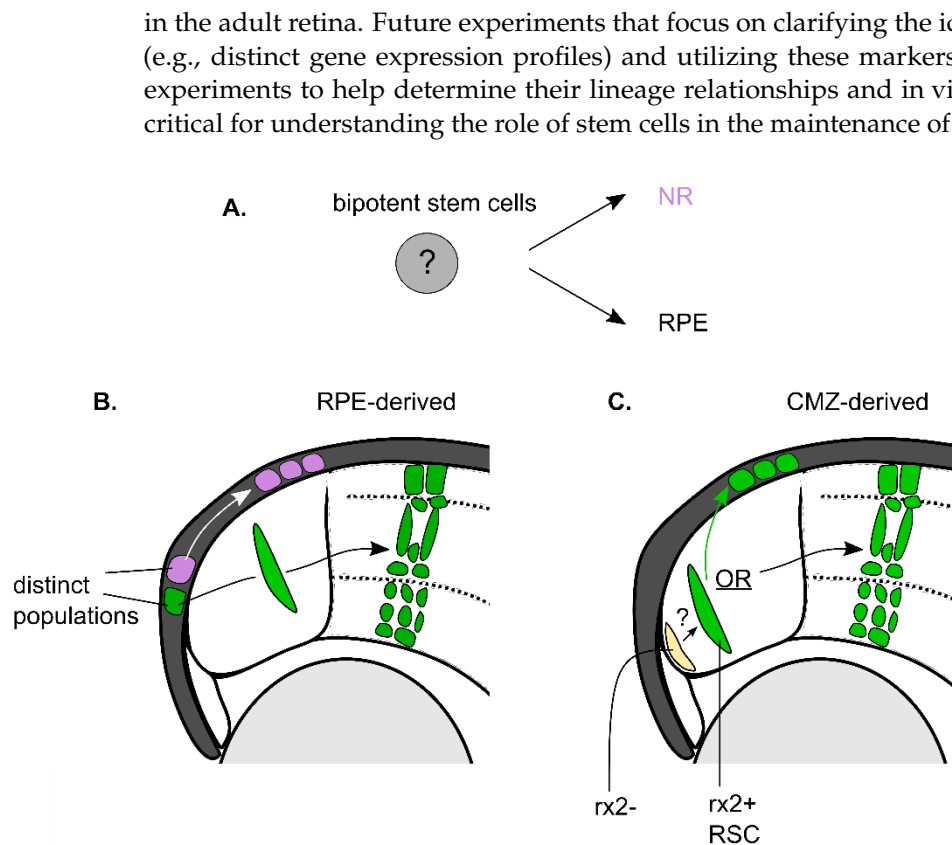 in the adult retina. Future experiments that focus on clarifying the
(e.g., distinct gene expression profiles) and utilizing these markers
experiments to help determine their lineage relationships and in
critical for understanding the role of stem cells in the maintenance of
A.
bipotent stem cells
?
NR
RPE
B.
RPE-derived
distinct
populations
C.
CMZ-derived
OR
?
rx2-
rx2+
RSC